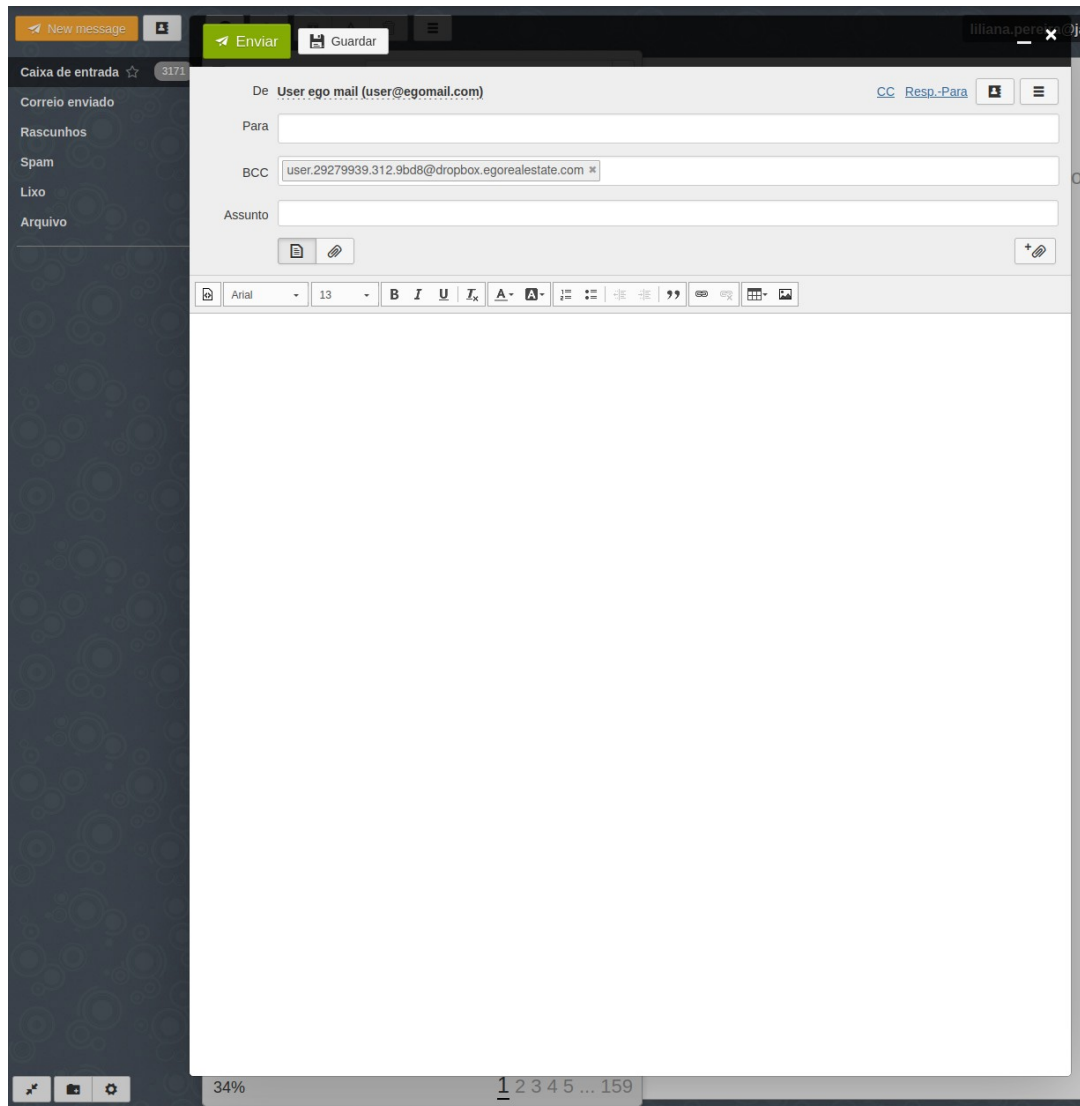 New message
Enviar
Guardar
Caixa de entrada 3171
Correio enviado
Rascunhos
Spam
Lixo
Arquivo
De User ego mail (user@egomail.com)
CC Resp.-Para
Para
BCC user.29279939.312.9bd8@dropbox.egorealestate.com
Assunto
Arial 13 B I U Ix A A
34%
1 2 3 4 5 ... 159